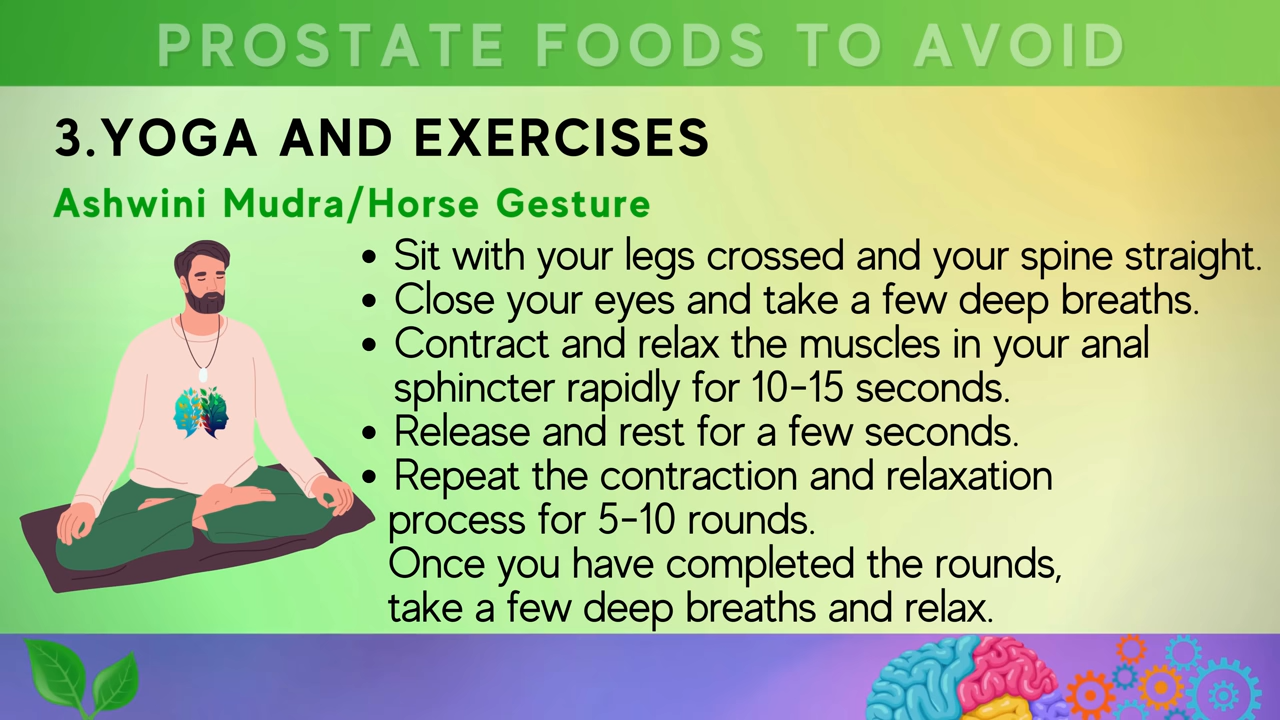 PROSTATE FOODS TO AVOID
3.YOGA AND EXERCISES
Ashwini Mudra/Horse Gesture
• Sit with your legs crossed and your spine straight.
• Close your eyes and take a few deep breaths.
• Contract and relax the muscles in your anal
sphincter rapidly for 10-15 seconds.
• Release and rest for a few seconds.
• Repeat the contraction and relaxation
process for 5-10 rounds.
Once you have completed the rounds,
take a few deep breaths and relax.